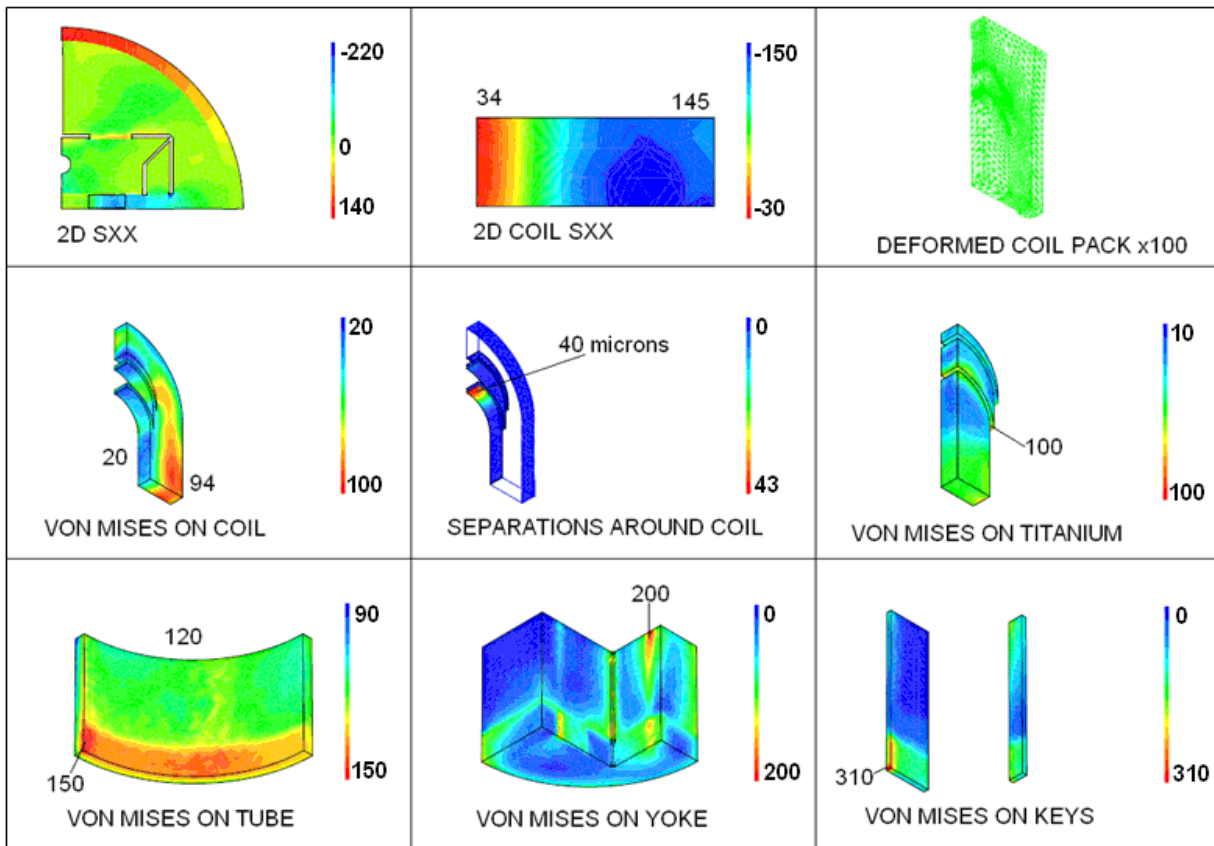 -220
0
140
2D SXX
34
145
-150
-30
2D COIL SXX
DEFORMED COIL PACK x100
20
100
20
94
VON MISES ON COIL
40 microns
0
43
SEPARATIONS AROUND COIL
10
100
100
VON MISES ON TITANIUM
120
90
150
150
VON MISES ON TUBE
200
0
200
VON MISES ON YOKE
0
310
310
VON MISES ON KEYS